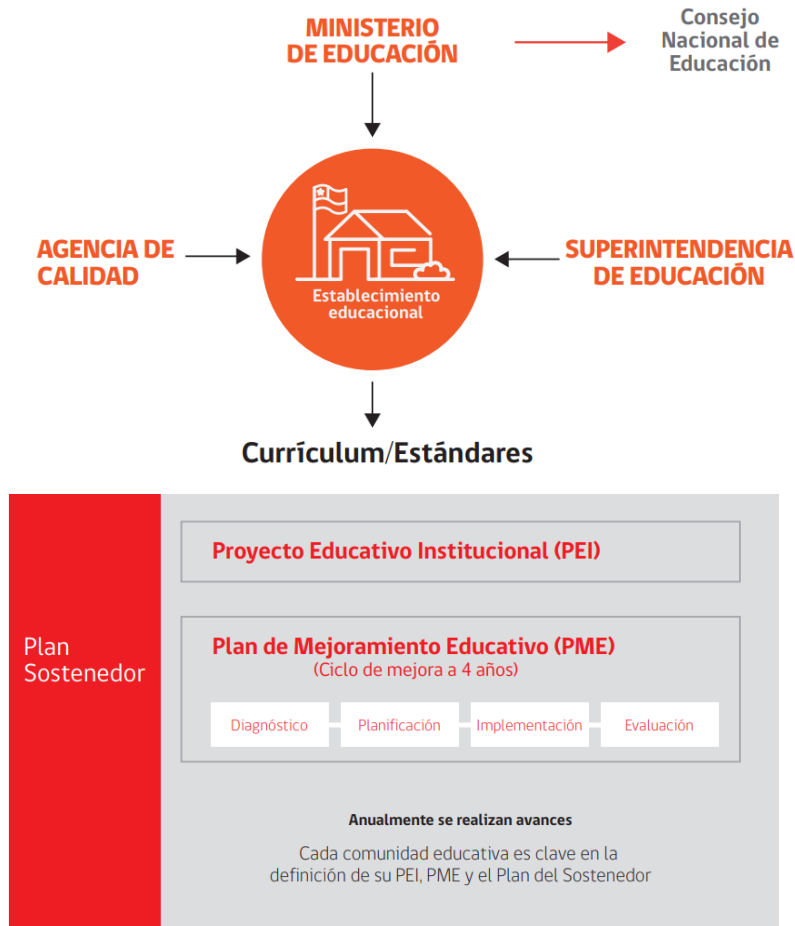 MINISTERIO
DE EDUCACIÓN
Consejo
Nacional de
Educación
AGENCIA DE
CALIDAD
Establecimiento
educacional
SUPERINTENDENCIA
DE EDUCACIÓN
Currículum/Estándares
Plan
Sostenedor
Proyecto Educativo Institucional (PEI)
Plan de Mejoramiento Educativo (PME)
(Ciclo de mejora a 4 años)
Diagnóstico
Planificación
Implementación
Evaluación
Anualmente se realizan avances
Cada comunidad educativa es clave en la
definición de su PEI, PME y el Plan del Sostenedor